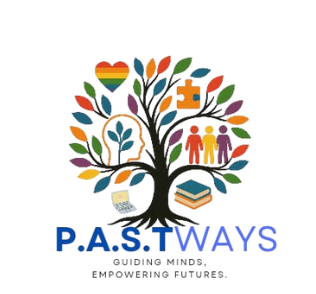 P.A.S.TWAYS
GUIDING MINDS,
EMPOWERING FUTURES.